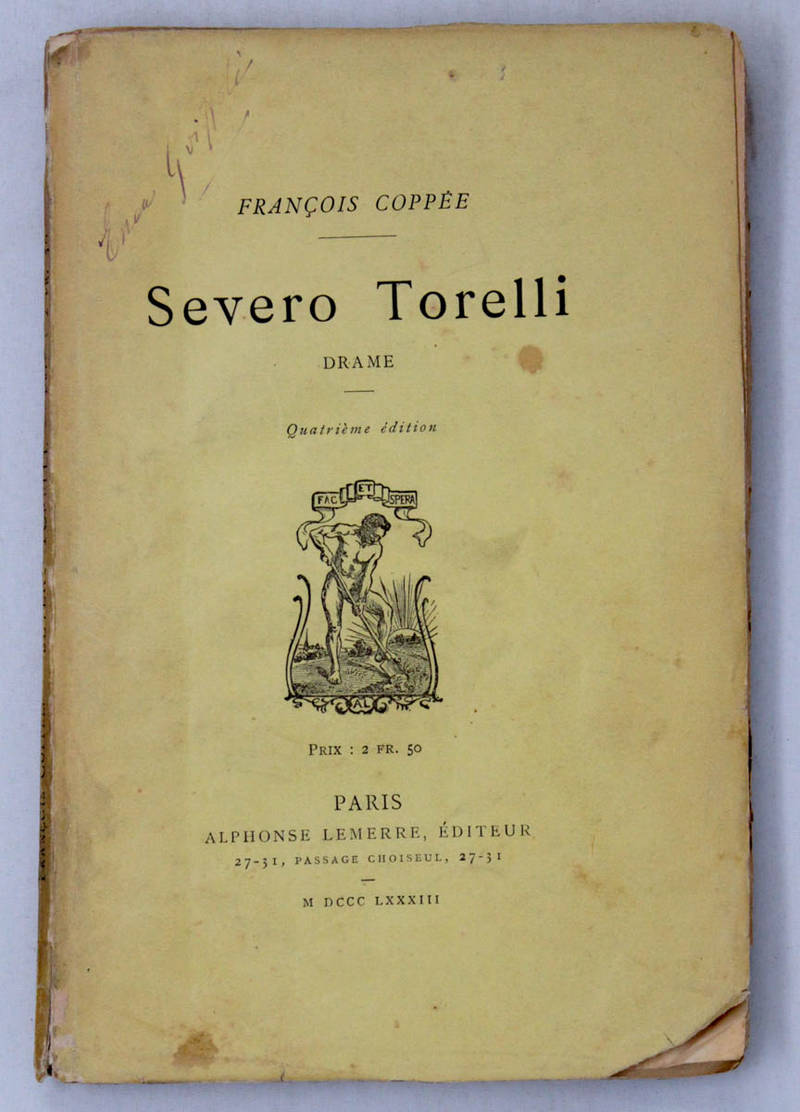 FRANÇOIS COPPÉE
Severo Torelli
DRAME
Quatrième édition
FAC ET SPERA
AL
PRIX : 2 FR. 50
PARIS
ALPHONSE LEMERRE, ÉDITEUR
27-31, PASSAGE CHOISEUL, 27-31
M DCCC LXXXIII